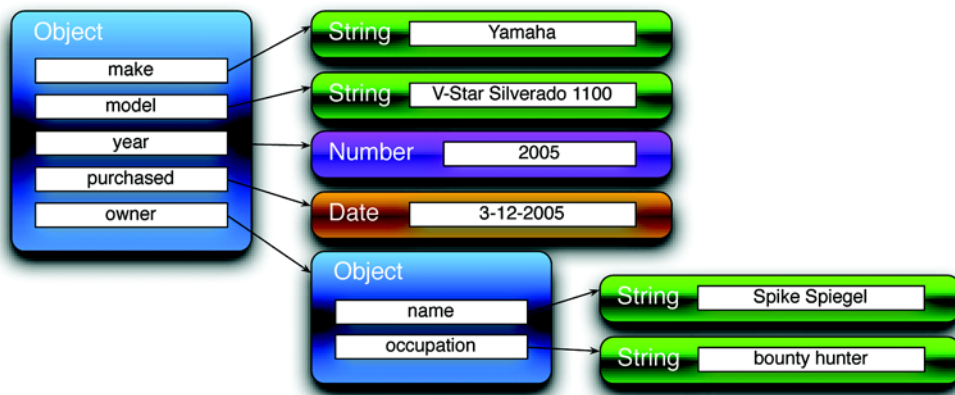 Object
make
model
year
purchased
owner
String Yamaha
String V-Star Silverado 1100
Number 2005
Date 3-12-2005
Object
name
occupation
String Spike Spiegel
String bounty hunter